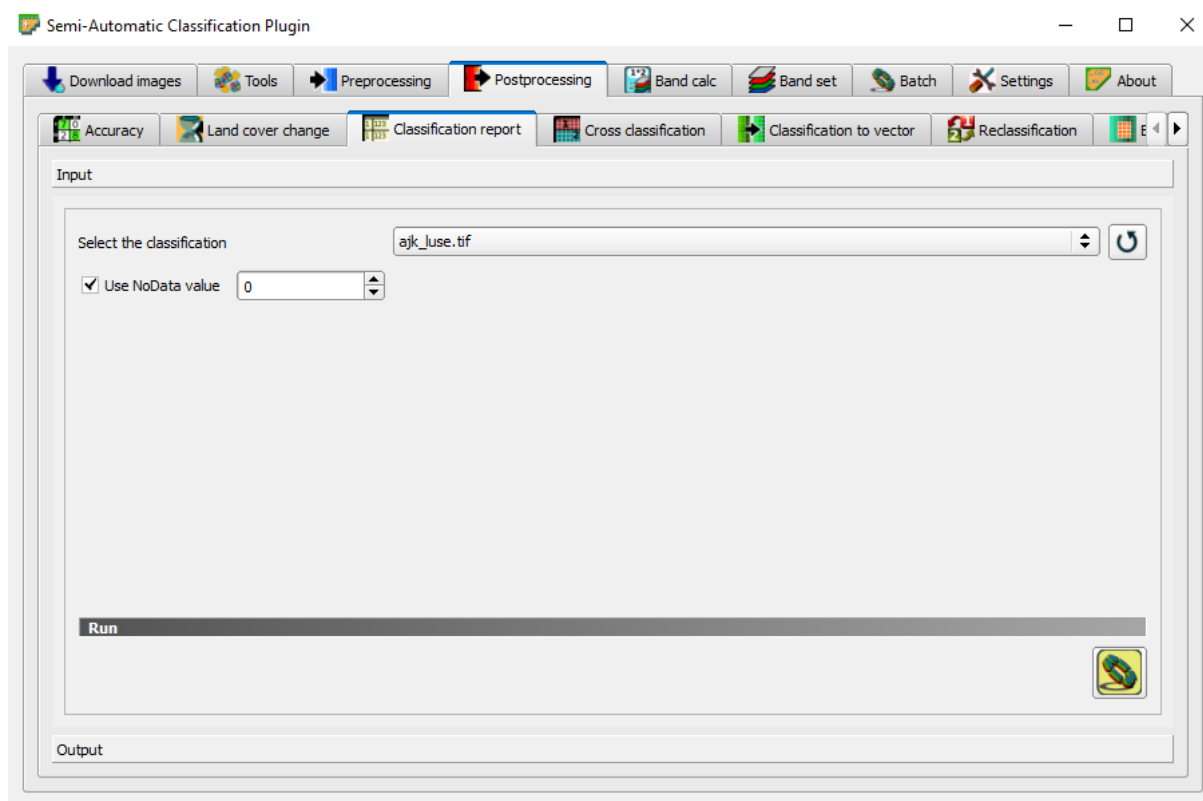 Semi-Automatic Classification Plugin
Download images Tools Preprocessing Postprocessing Band calc Band set Batch Settings About
Accuracy Land cover change Classification report Cross classification Classification to vector Reclassification E
Input
Select the classification ajk_luse.tif
Use NoData value 0
Run
Output